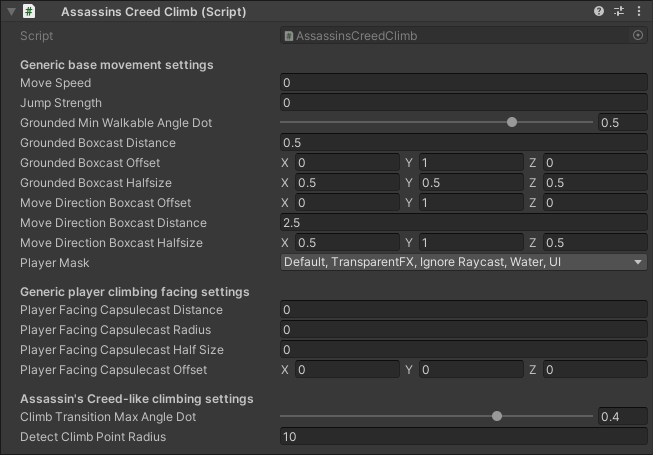 Assassins Creed Climb (Script)
Script AssassinsCreedClimb
Generic base movement settings
Move Speed 0
Jump Strength 0
Grounded Min Walkable Angle Dot 0.5
Grounded Boxcast Distance 0.5
Grounded Boxcast Offset X 0 Y 1 Z 0
Grounded Boxcast Halfsize X 0.5 Y 0.5 Z 0.5
Move Direction Boxcast Offset X 0 Y 1 Z 0
Move Direction Boxcast Distance 2.5
Move Direction Boxcast Halfsize X 0.5 Y 1 Z 0.5
Player Mask Default, TransparentFX, Ignore Raycast, Water, UI
Generic player climbing facing settings
Player Facing Capsulecast Distance 0
Player Facing Capsulecast Radius 0
Player Facing Capsulecast Half Size 0
Player Facing Capsulecast Offset X 0 Y 0 Z 0
Assassin's Creed-like climbing settings
Climb Transition Max Angle Dot 0.4
Detect Climb Point Radius 10